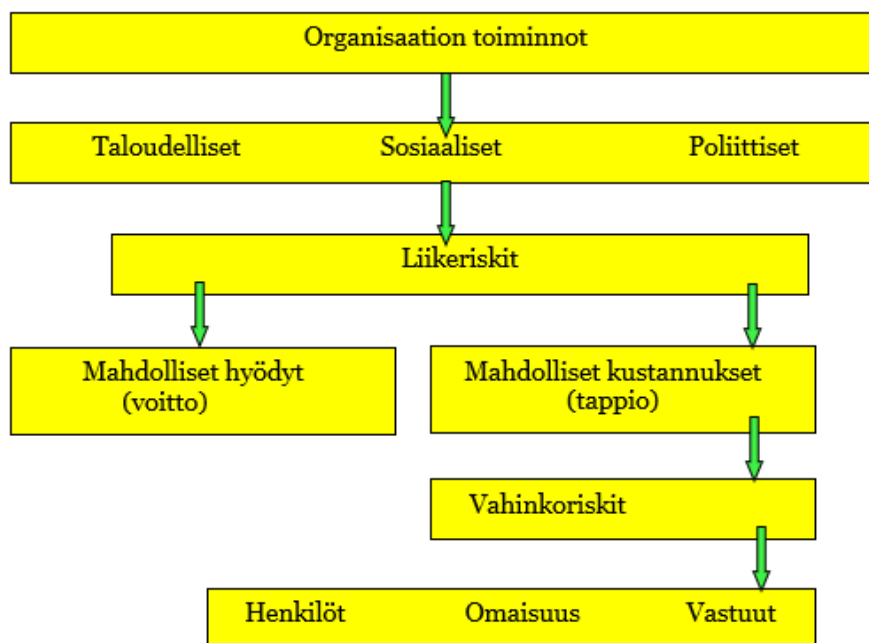 Organisaation toiminnot
Taloudelliset Sosiaaliset Poliittiset
Liikeriskit
Mahdolliset hyödyt
(voitto)
Mahdolliset kustannukset
(tappio)
Vahinkoriskit
Henkilöt Omaisuus Vastuut